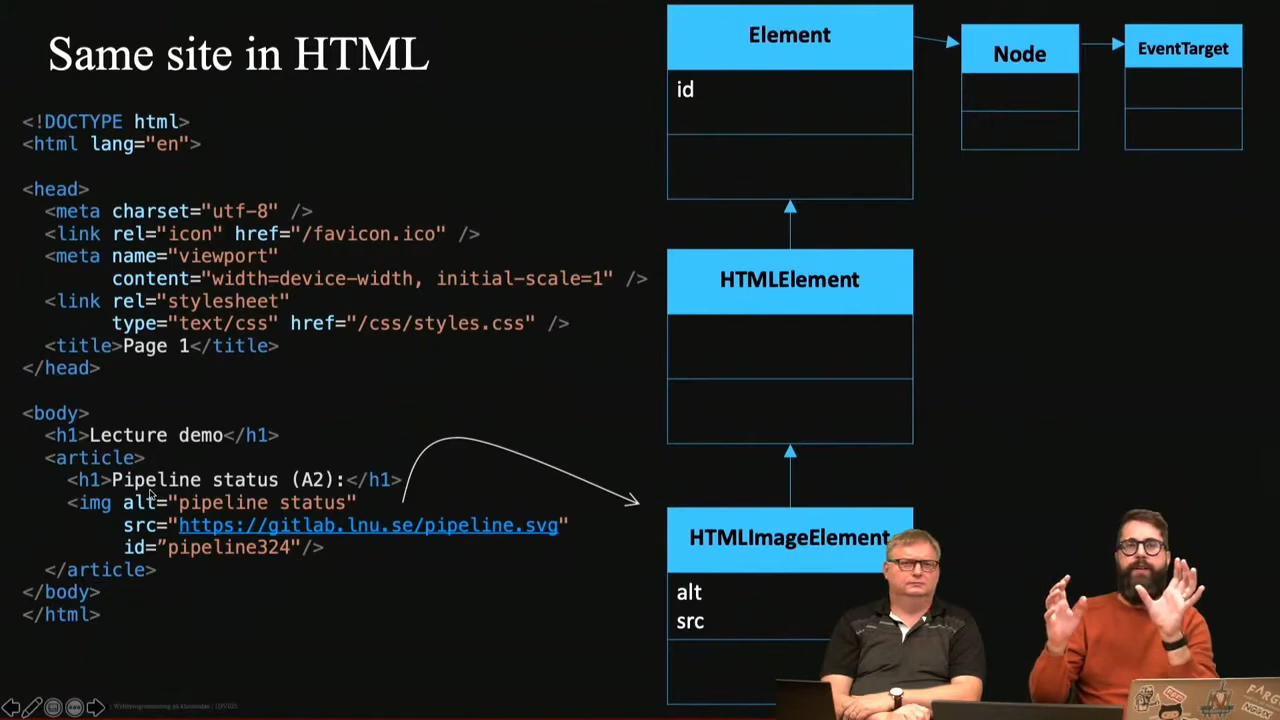 Same site in HTML
<!DOCTYPE html>
<html lang="en">
<head>
<meta charset="utf-8" />
<link rel="icon" href="/favicon.ico" />
<meta name="viewport"
content="width=device-width, initial-scale=1" />
<link rel="stylesheet"
type="text/css" href="/css/styles.css" />
<title>Page 1</title>
</head>
<body>
<h1>Lecture demo</h1>
<article>
<h1>Pipeline status (A2):</h1>
<img alt="pipeline status"
src="https://gitlab.lnu.se/pipeline.svg"
id=”pipeline324"/>
</article>
</body>
</html>
Element
id
Node
EventTarget
HTMLElement
HTMLImageElement
alt
src